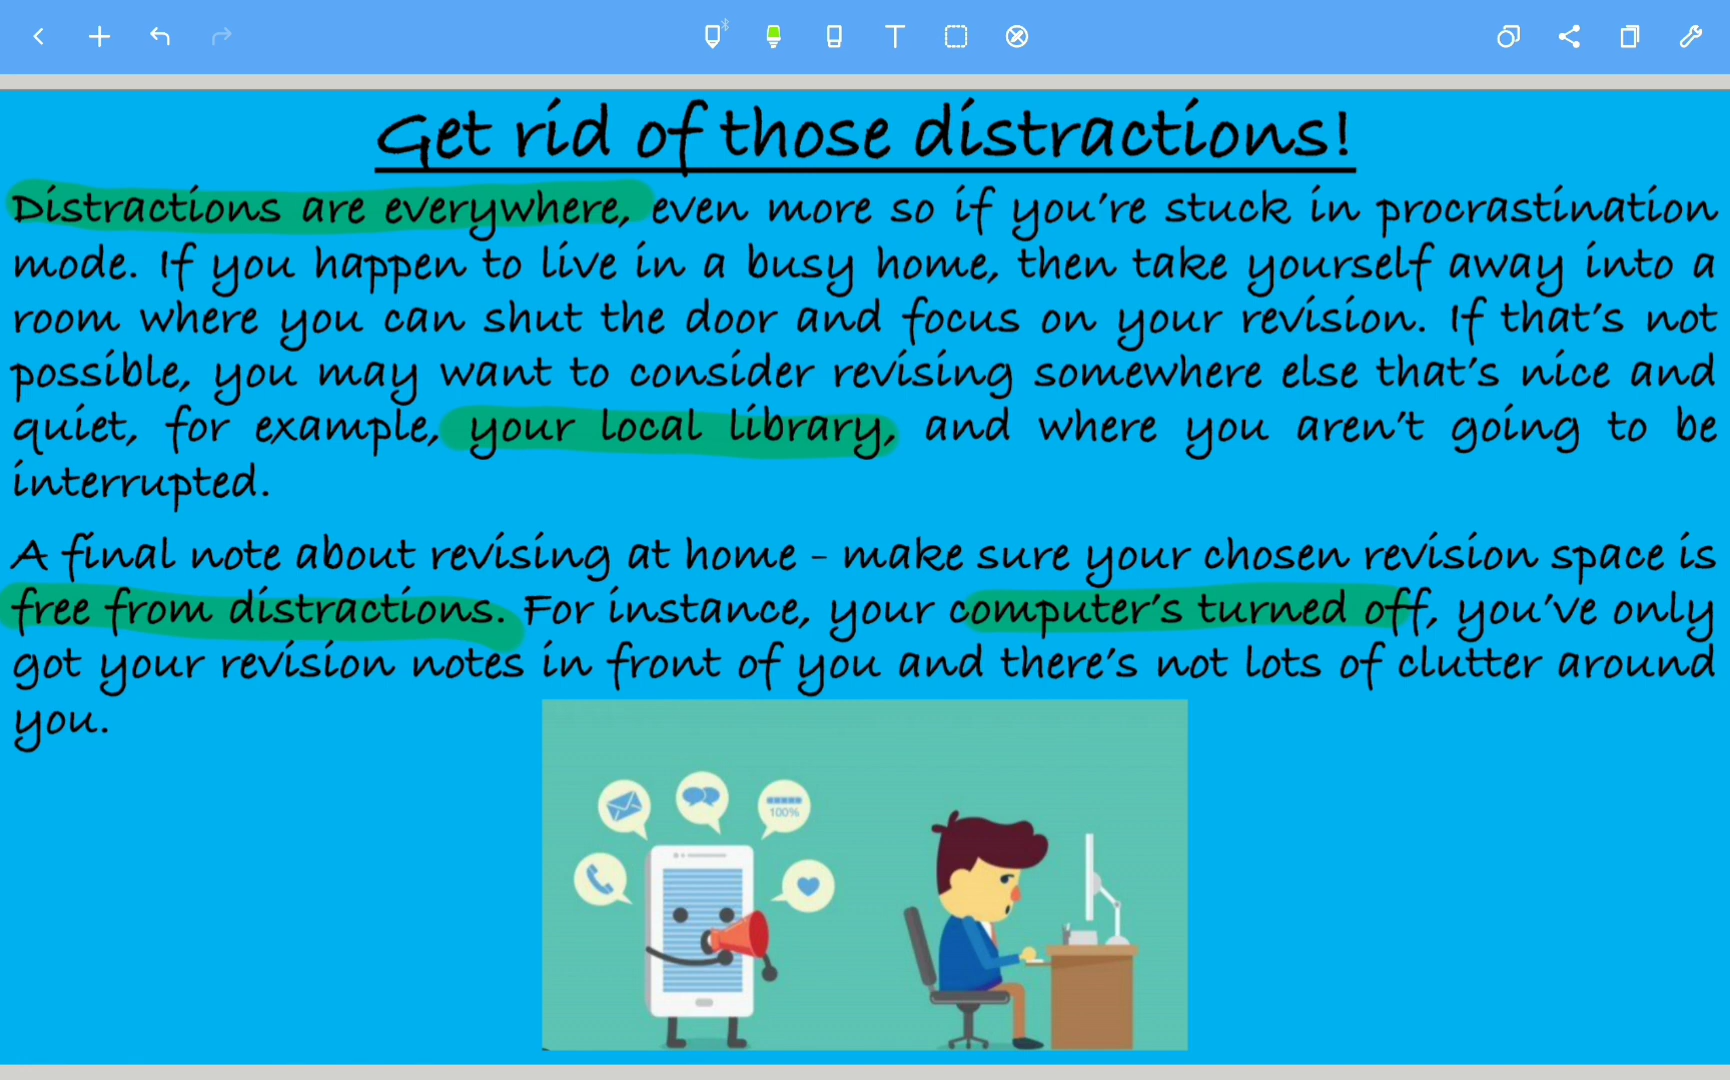 Get rid of those distractions!
Distractions are everywhere, even more so if you're stuck in procrastination
mode. If you happen to live in a busy home, then take yourself away into a
room where you can shut the door and focus on your revision. If that's not
possible, you may want to consider revising somewhere else that's nice and
quiet, for example, your local library, and where you aren't going to be
interrupted.
A final note about revising at home - make sure your chosen revision space is
free from distractions. For instance, your computer's turned off, you've only
got your revision notes in front of you and there's not lots of clutter around
you.
100%